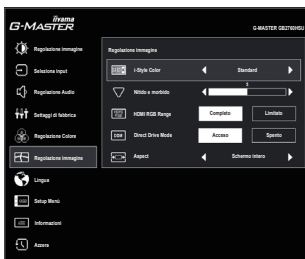 iiyama
G-MASTER
G-MASTER GB2760HSU
Regolazione immagine
Selezione input
Regolazione Audio
Settaggi di fabbrica
Regolazione Colore
Regolazione immagine
Lingua
Setup Menù
Informazioni
Azzera
Regolazione immagine
i-Style Color
Standard
Nitido e morbido
HDMI RGB Range
Completo
Limitato
Direct Drive Mode
Acceso
Spento
Aspect
Schermo intero